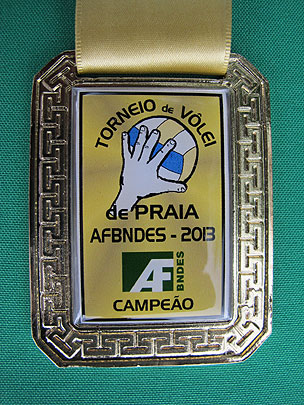 TORNEIO de VÔLEI
de PRAIA
AFBNDES - 2013
AF BNDES
CAMPEÃO